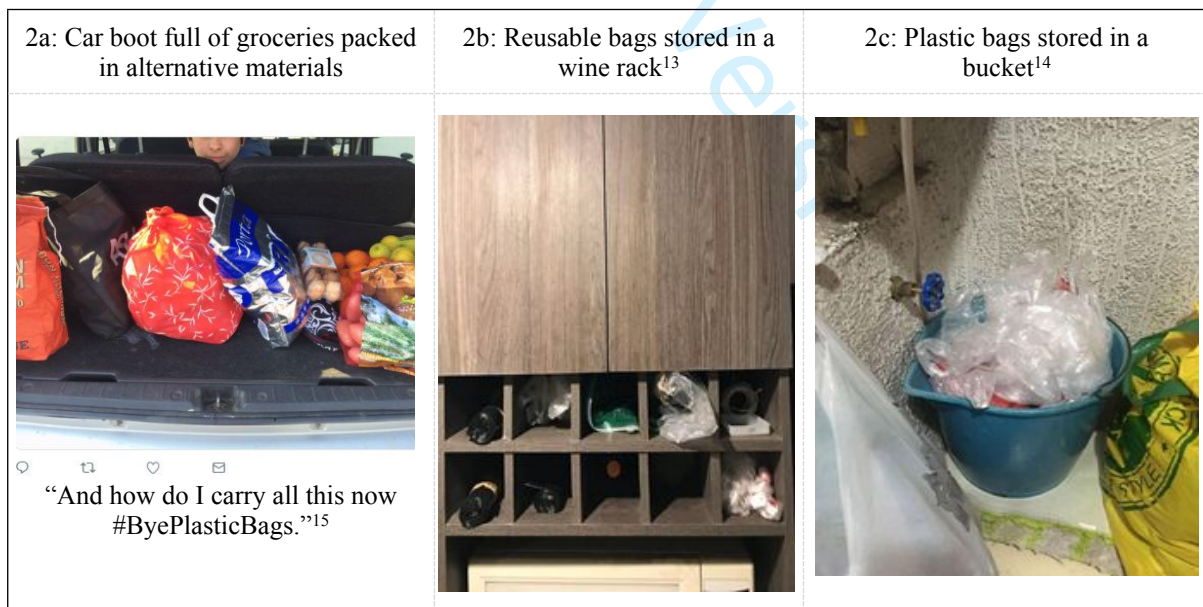 2a: Car boot full of groceries packed
in alternative materials
2b: Reusable bags stored in a
wine rack¹³
2c: Plastic bags stored in a
bucket¹⁴
"And how do I carry all this now
#ByePlasticBags."¹⁵
STYLE